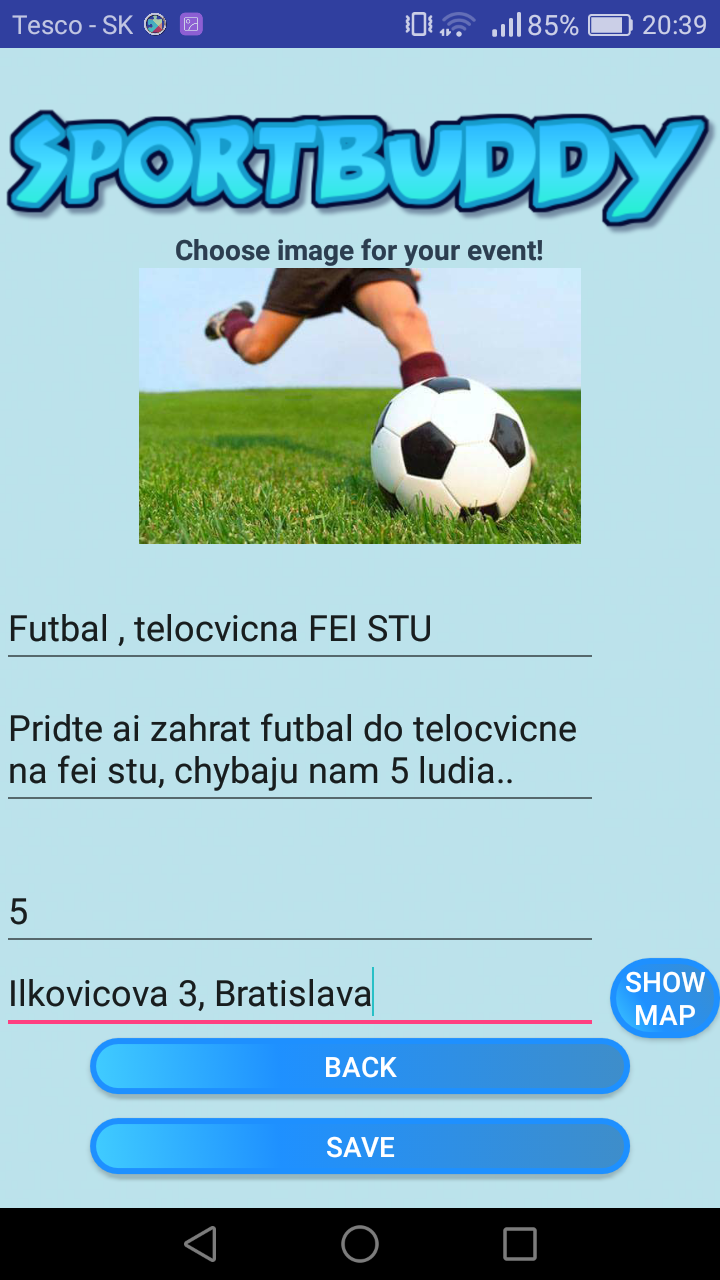 Tesco - SK 85% 20:39
SPORTBUDDY
Choose image for your event!
Futbal , telocvicna FEI STU
Pridte ai zahrat futbal do telocvicne
na fei stu, chybaju nam 5 ludia..
5
Ilkovicova 3, Bratislava
SHOW
MAP
BACK
SAVE